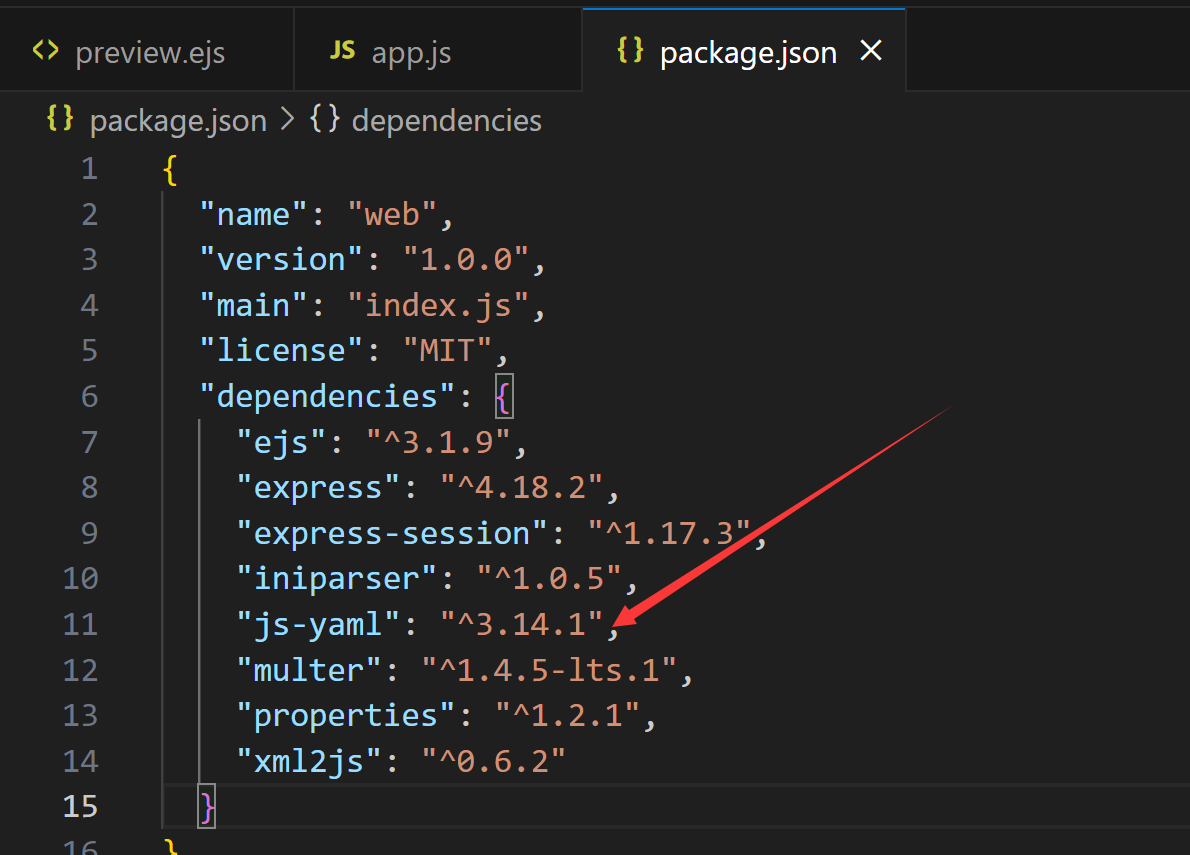 <> preview.ejs JS app.js {} package.json ×
{} package.json > {} dependencies
1 {
2 "name": "web",
3 "version": "1.0.0",
4 "main": "index.js",
5 "license": "MIT",
6 "dependencies": {
7 "ejs": "^3.1.9",
8 "express": "^4.18.2",
9 "express-session": "^1.17.3",
10 "iniparser": "^1.0.5",
11 "js-yaml": "^3.14.1",
12 "multer": "^1.4.5-lts.1",
13 "properties": "^1.2.1",
14 "xml2js": "^0.6.2"
15 }
16 }